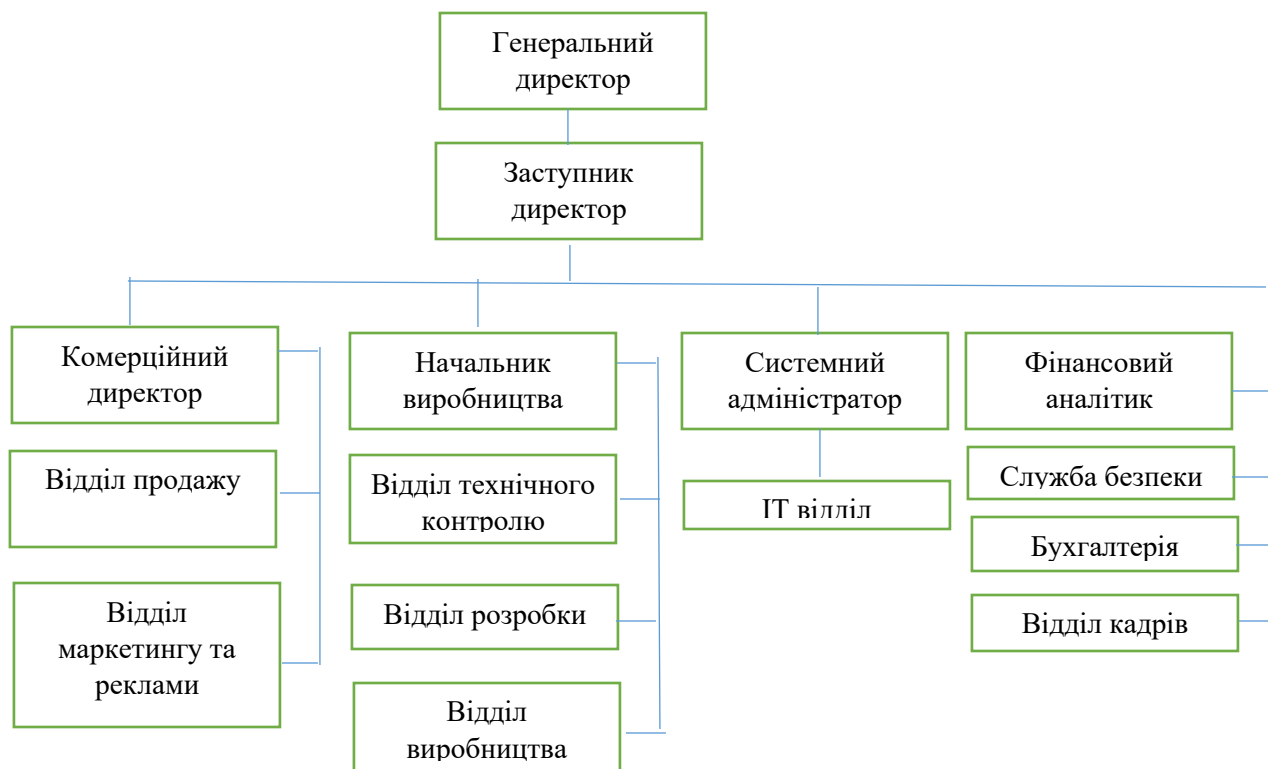 Генеральний
директор
Заступник
директор
Комерційний
директор
Відділ продажу
Відділ
маркетингу та
реклами
Начальник
виробництва
Відділ технічного
контролю
Відділ розробки
Відділ
виробництва
Системний
адміністратор
ІТ відділ
Фінансовий
аналітик
Служба безпеки
Бухгалтерія
Відділ кадрів